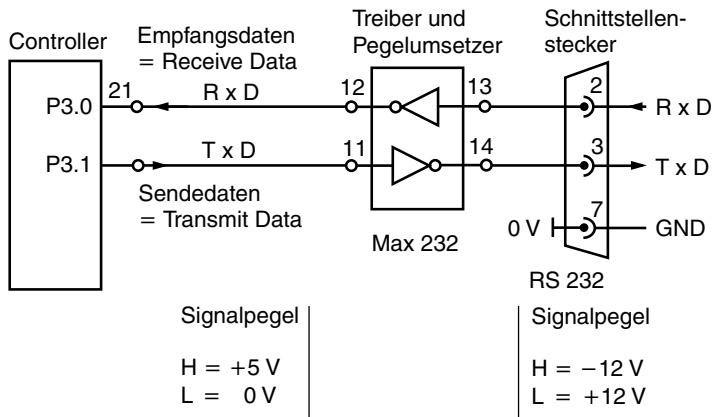 Controller
Empfangsdaten
= Receive Data
Treiber und
Pegelumsetzer
Schnittstellen-
stecker
P3.0
21
R x D
12
13
2
R x D
P3.1
T x D
11
14
3
T x D
Sendedaten
= Transmit Data
Max 232
0 V
7
GND
RS 232
Signalpegel
H = +5 V
L = 0 V
Signalpegel
H = −12 V
L = +12 V